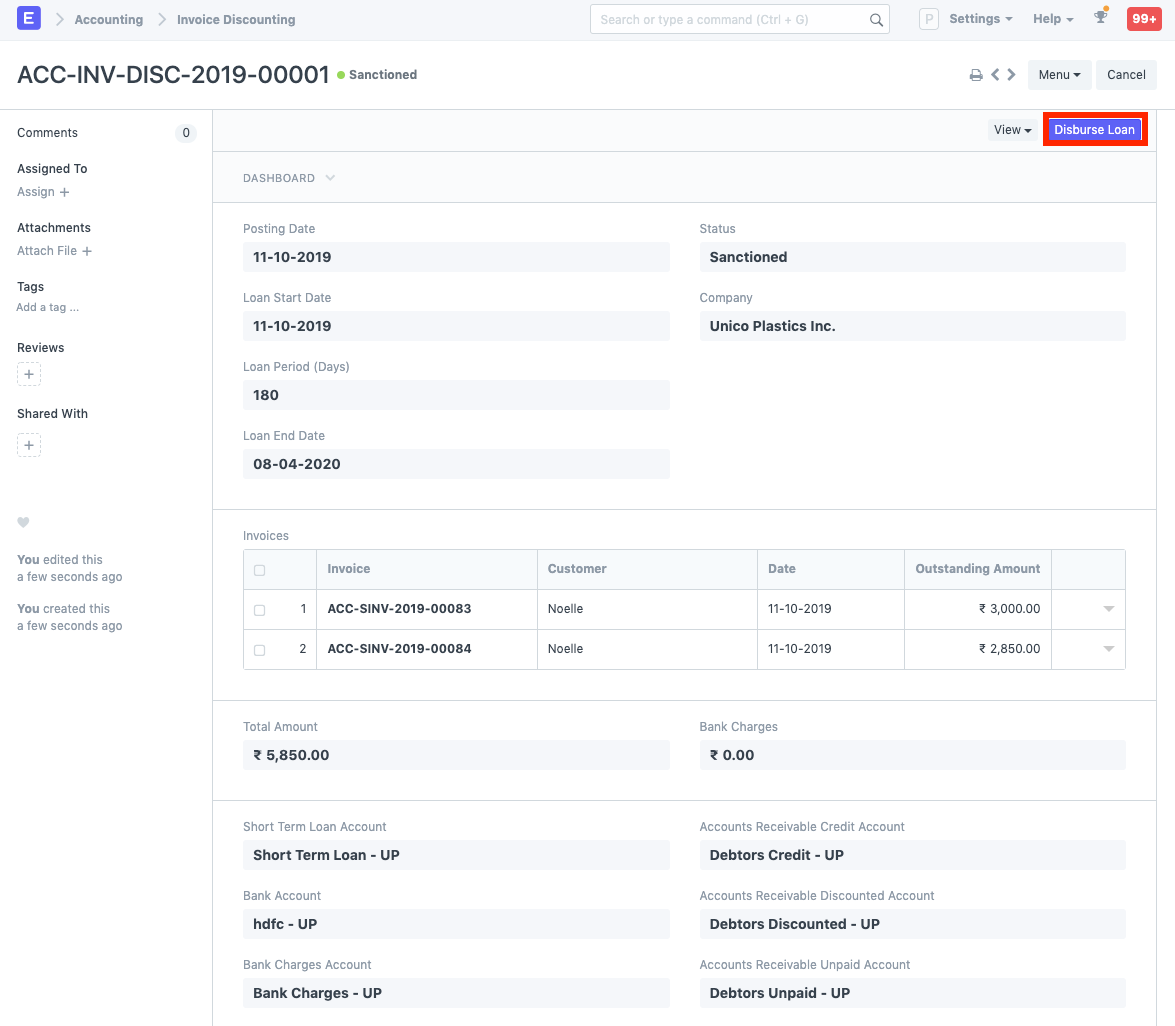 E Accounting Invoice Discounting Search or type a command (Ctrl + G) P Settings Help 99+
ACC-INV-DISC-2019-00001 Sanctioned Menu Cancel
Comments 0
Assigned To
Assign +
Attachments
Attach File +
Tags
Add a tag ...
Reviews
+
Shared With
+
You edited this
a few seconds ago
You created this
a few seconds ago
View Disburse Loan
DASHBOARD
Posting Date
11-10-2019
Status
Sanctioned
Loan Start Date
11-10-2019
Company
Unico Plastics Inc.
Loan Period (Days)
180
Loan End Date
08-04-2020
Invoices
Invoice Customer Date Outstanding Amount
1 ACC-SINV-2019-00083 Noelle 11-10-2019 ₹ 3,000.00
2 ACC-SINV-2019-00084 Noelle 11-10-2019 ₹ 2,850.00
Total Amount
₹ 5,850.00
Bank Charges
₹ 0.00
Short Term Loan Account
Short Term Loan - UP
Accounts Receivable Credit Account
Debtors Credit - UP
Bank Account
hdfc - UP
Accounts Receivable Discounted Account
Debtors Discounted - UP
Bank Charges Account
Bank Charges - UP
Accounts Receivable Unpaid Account
Debtors Unpaid - UP